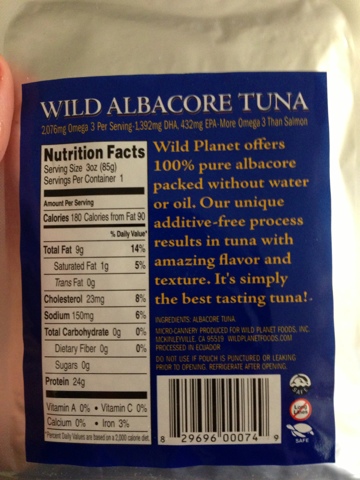 WILD ALBACORE TUNA
2,076mg Omega 3 Per Serving-1,392mg DHA, 432mg EPA-More Omega 3 Than Salmon
Nutrition Facts
Serving Size 3oz (85g)
Servings Per Container 1
Amount Per Serving
Calories 180 Calories from Fat 90
% Daily Value*
Total Fat 9g 14%
Saturated Fat 1g 5%
Trans Fat 0g
Cholesterol 23mg 8%
Sodium 150mg 6%
Total Carbohydrate 0g 0%
Dietary Fiber 0g 0%
Sugars 0g
Protein 24g
Vitamin A 0% • Vitamin C 0%
Calcium 0% • Iron 3%
*Percent Daily Values are based on a 2,000 calorie diet.
Wild Planet offers
100% pure albacore
packed without water
or oil. Our unique
additive-free process
results in tuna with
amazing flavor and
texture. It's simply
the best tasting tuna!
INGREDIENTS: ALBACORE TUNA.
MICRO-CANNERY PRODUCED FOR WILD PLANET FOODS, INC.
MCKINLEYVILLE, CA 95519 WILDPLANETFOODS.COM
PROCESSED IN ECUADOR
DO NOT USE IF POUCH IS PUNCTURED OR LEAKING
PRIOR TO OPENING. REFRIGERATE AFTER OPENING.
8 29696 00074 9
SAFE